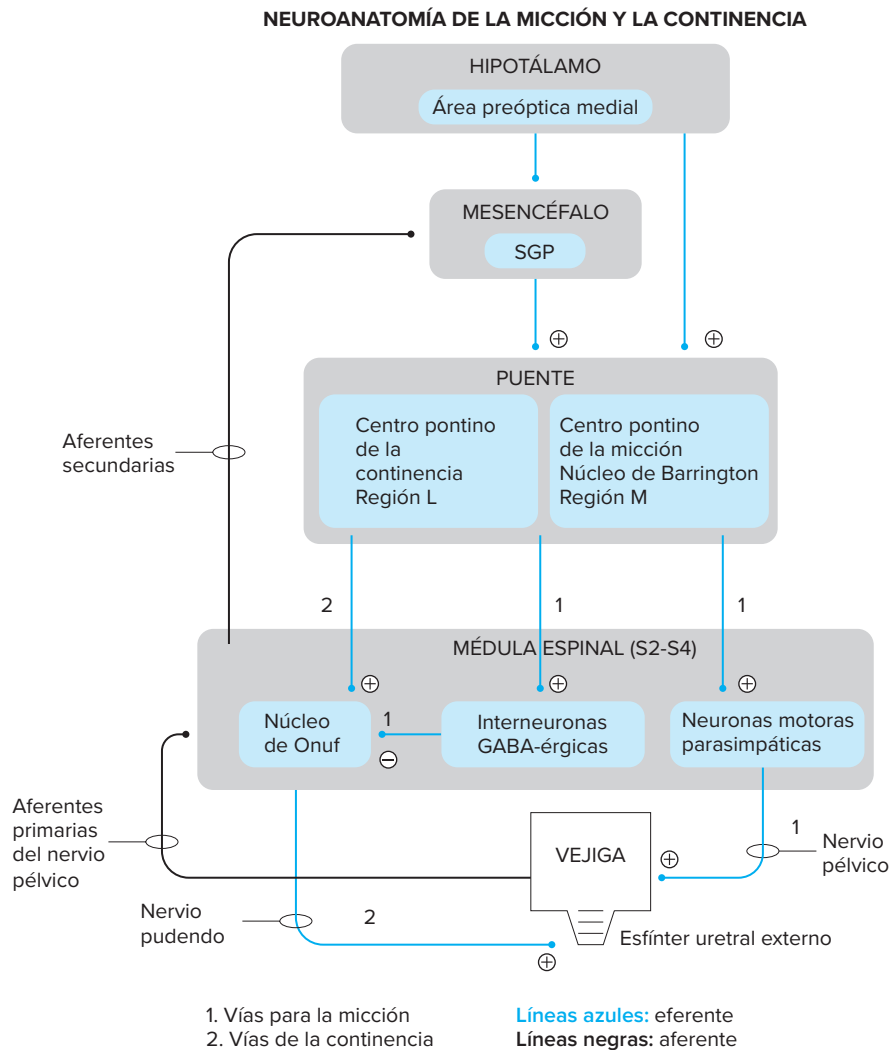 NEUROANATOMÍA DE LA MICCIÓN Y LA CONTINENCIA
HIPOTÁLAMO
Área preóptica medial
MESENCÉFALO
SGP
+
+
PUENTE
Centro pontino
de la
continencia
Región L
Centro pontino
de la micción
Núcleo de Barrington
Región M
Aferentes
secundarias
2
1
1
MÉDULA ESPINAL (S2-S4)
+
+
+
Núcleo
de Onuf
1
−
Interneuronas
GABA-érgicas
Neuronas motoras
parasimpáticas
Aferentes
primarias
del nervio
pélvico
VEJIGA
+
1
Nervio
pélvico
Nervio
pudendo
2
+
Esfínter uretral externo
1. Vías para la micción
2. Vías de la continencia
Líneas azules: eferente
Líneas negras: aferente